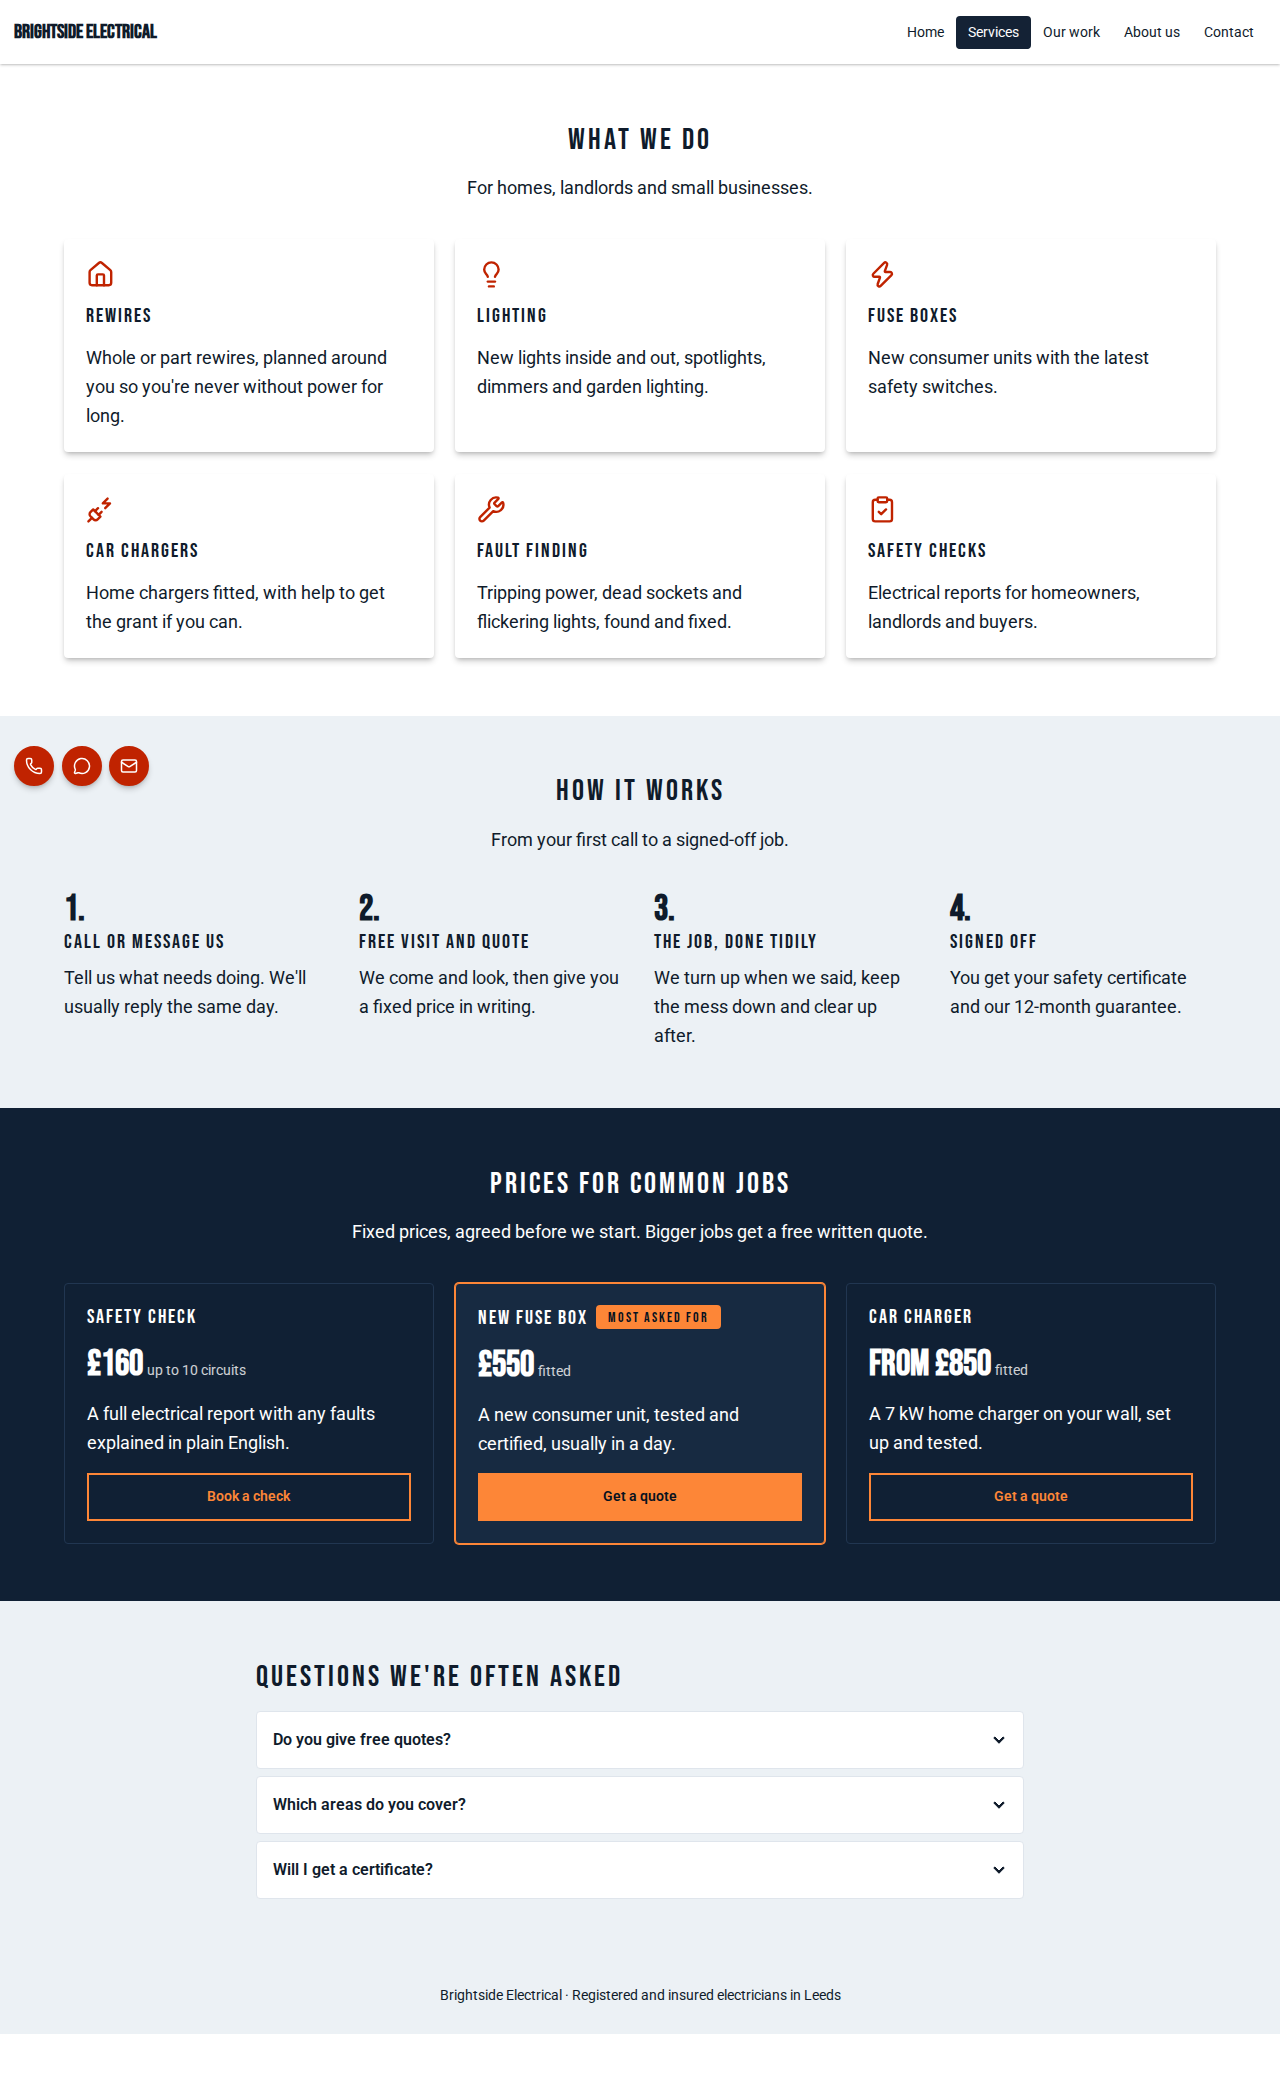 BRIGHTSIDE ELECTRICAL
Home
Services
Our work
About us
Contact
WHAT WE DO
For homes, landlords and small businesses.
REWIRES
Whole or part rewires, planned around
you so you're never without power for
long.
LIGHTING
New lights inside and out, spotlights,
dimmers and garden lighting.
FUSE BOXES
New consumer units with the latest
safety switches.
CAR CHARGERS
Home chargers fitted, with help to get
the grant if you can.
FAULT FINDING
Tripping power, dead sockets and
flickering lights, found and fixed.
SAFETY CHECKS
Electrical reports for homeowners,
landlords and buyers.
HOW IT WORKS
From your first call to a signed-off job.
1.
CALL OR MESSAGE US
Tell us what needs doing. We'll
usually reply the same day.
2.
FREE VISIT AND QUOTE
We come and look, then give you
a fixed price in writing.
3.
THE JOB, DONE TIDILY
We turn up when we said, keep
the mess down and clear up
after.
4.
SIGNED OFF
You get your safety certificate
and our 12-month guarantee.
PRICES FOR COMMON JOBS
Fixed prices, agreed before we start. Bigger jobs get a free written quote.
SAFETY CHECK
£160 up to 10 circuits
A full electrical report with any faults
explained in plain English.
Book a check
NEW FUSE BOX MOST ASKED FOR
£550 fitted
A new consumer unit, tested and
certified, usually in a day.
Get a quote
CAR CHARGER
FROM £850 fitted
A 7 kW home charger on your wall, set
up and tested.
Get a quote
QUESTIONS WE'RE OFTEN ASKED
Do you give free quotes?
Which areas do you cover?
Will I get a certificate?
Brightside Electrical · Registered and insured electricians in Leeds